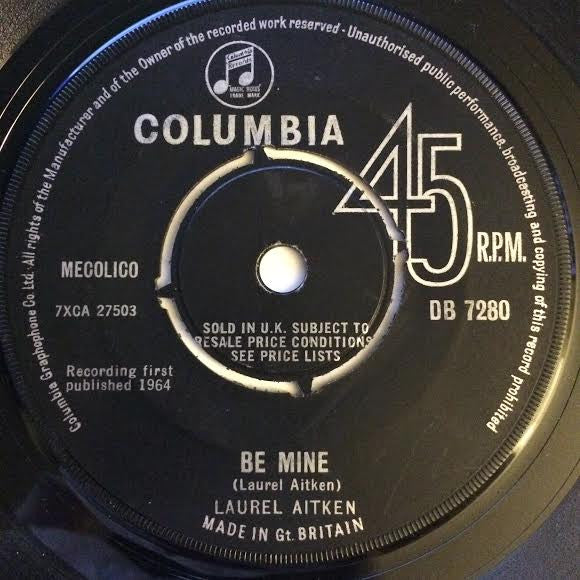 Columbia Graphophone Co. Ltd. All rights of the Manufacturer and of the Owner of the recorded work reserved - Unauthorised public performance, broadcasting and copying of this record prohibited
MAGIC NOTES
TRADE MARK
COLUMBIA
45
R.P.M.
MECOLICO
7XCA 27503
DB 7280
SOLD IN U.K. SUBJECT TO
RESALE PRICE CONDITIONS
SEE PRICE LISTS
Recording first
published 1964
BE MINE
(Laurel Aitken)
LAUREL AITKEN
MADE IN Gt. BRITAIN